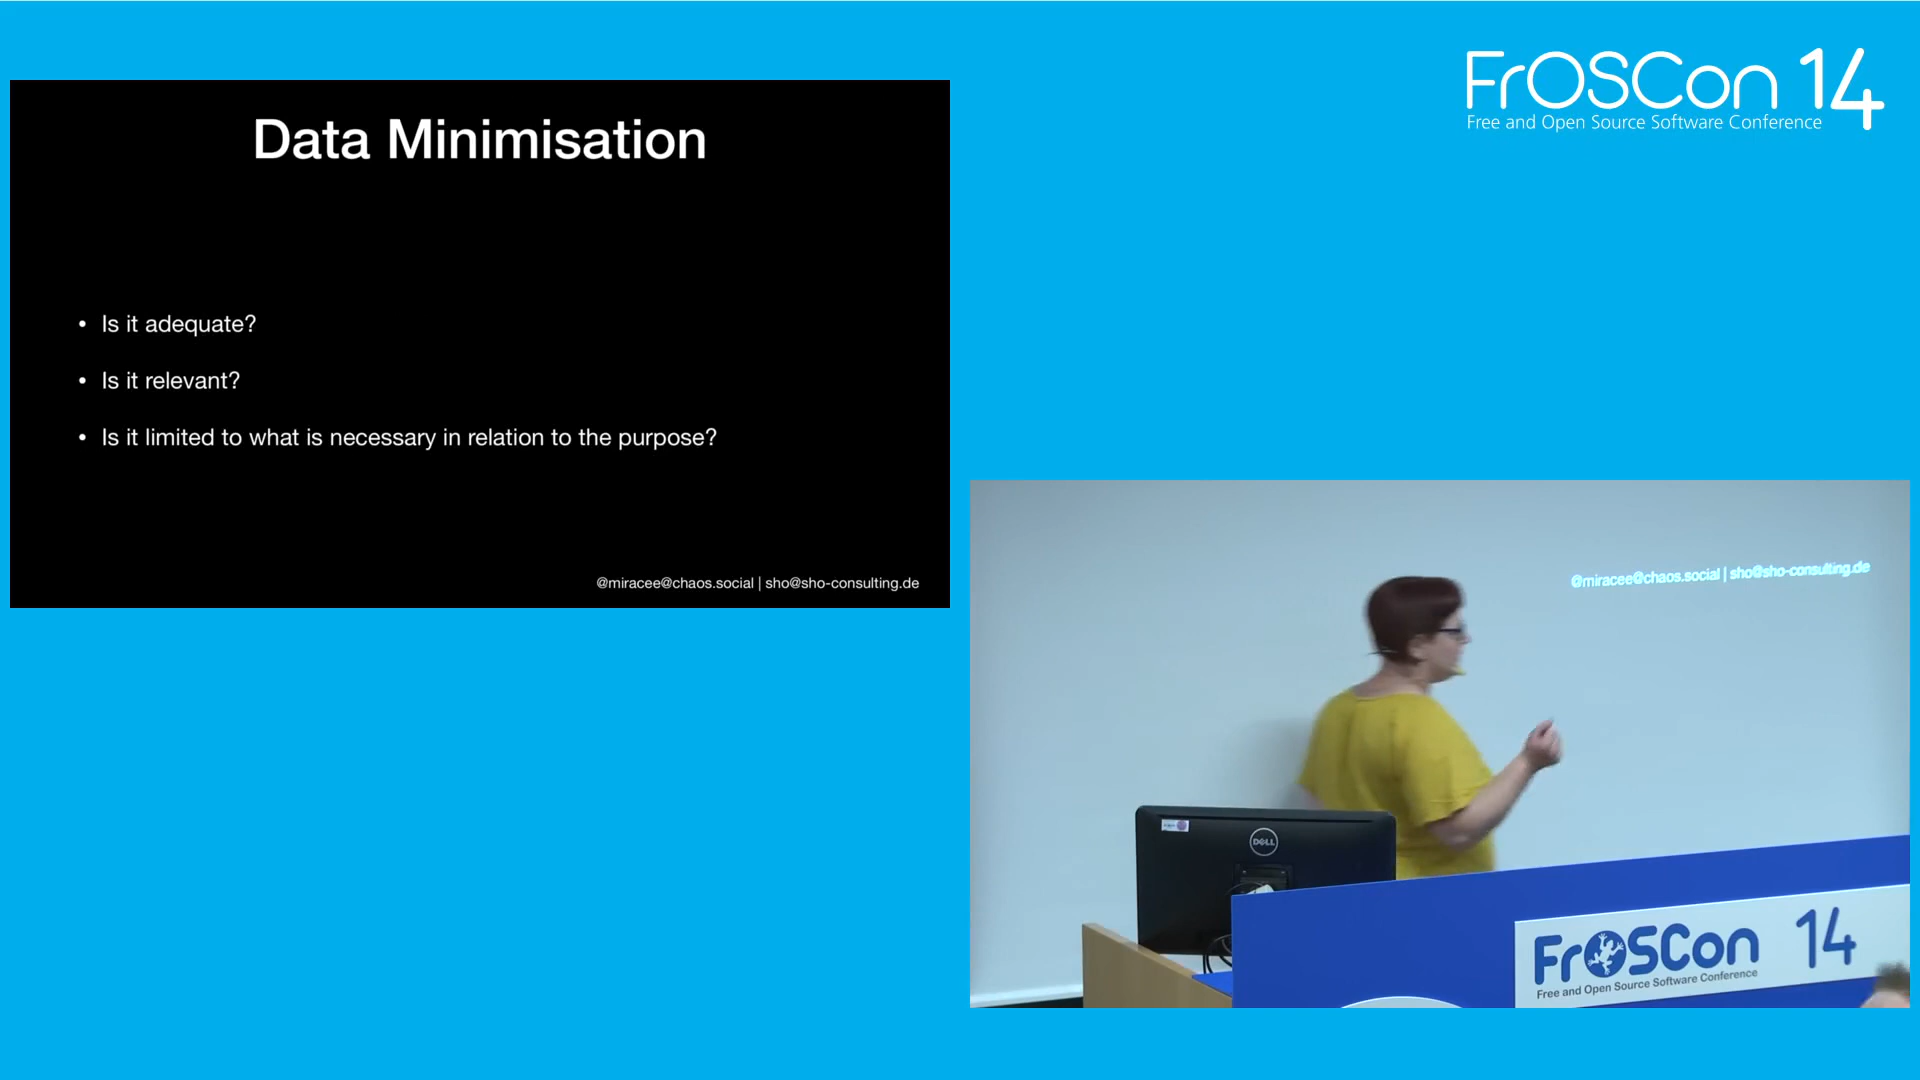 FrOSCon 14
Free and Open Source Software Conference
Data Minimisation
• Is it adequate?
• Is it relevant?
• Is it limited to what is necessary in relation to the purpose?
@miracee@chaos.social | sho@sho-consulting.de
@miracee@chaos.social | sho@sho-consulting.de
DELL
FrOSCon 14
Free and Open Source Software Conference